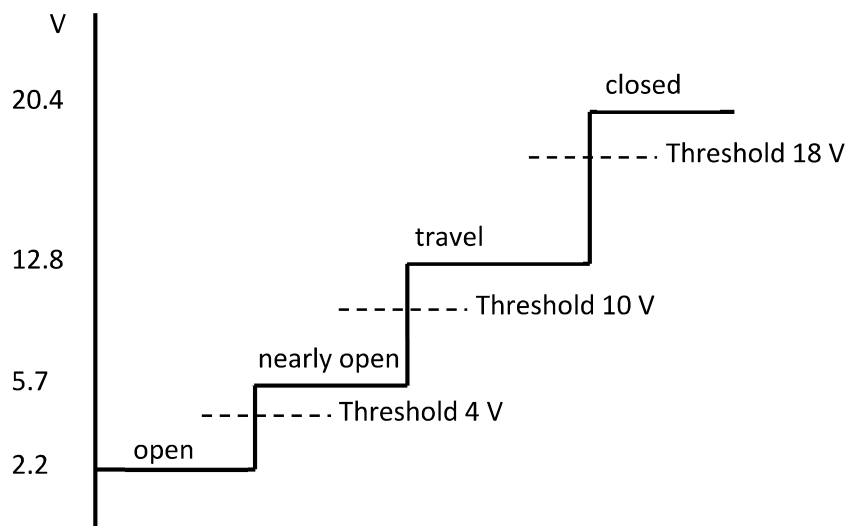 V
closed
20.4
Threshold 18 V
travel
12.8
Threshold 10 V
nearly open
5.7
Threshold 4 V
open
2.2